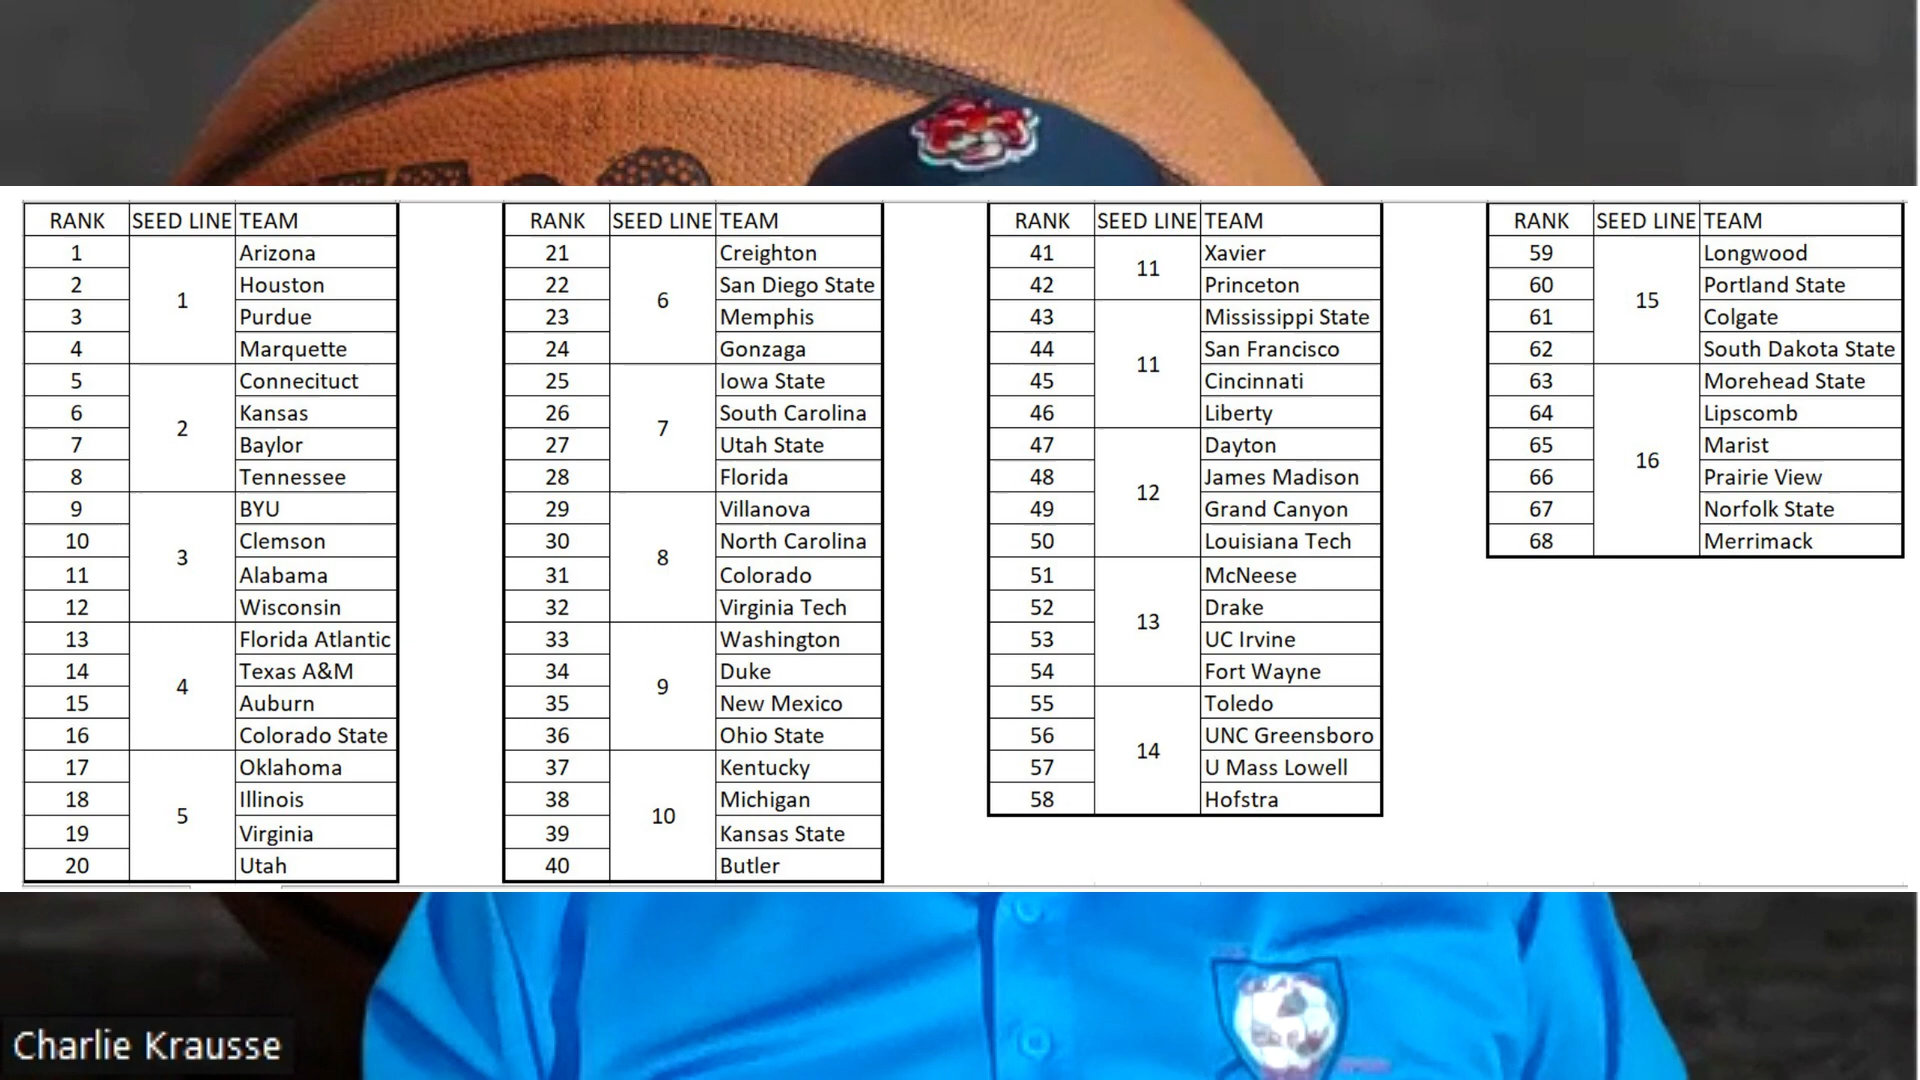 RANK SEED LINE TEAM
1 1 Arizona
2 Houston
3 Purdue
4 Marquette
5 2 Connecituct
6 Kansas
7 Baylor
8 Tennessee
9 3 BYU
10 Clemson
11 Alabama
12 Wisconsin
13 4 Florida Atlantic
14 Texas A&M
15 Auburn
16 Colorado State
17 5 Oklahoma
18 Illinois
19 Virginia
20 Utah
RANK SEED LINE TEAM
21 6 Creighton
22 San Diego State
23 Memphis
24 Gonzaga
25 7 Iowa State
26 South Carolina
27 Utah State
28 Florida
29 8 Villanova
30 North Carolina
31 Colorado
32 Virginia Tech
33 9 Washington
34 Duke
35 New Mexico
36 Ohio State
37 10 Kentucky
38 Michigan
39 Kansas State
40 Butler
RANK SEED LINE TEAM
41 11 Xavier
42 Princeton
43 11 Mississippi State
44 San Francisco
45 Cincinnati
46 Liberty
47 12 Dayton
48 James Madison
49 Grand Canyon
50 Louisiana Tech
51 13 McNeese
52 Drake
53 UC Irvine
54 Fort Wayne
55 14 Toledo
56 UNC Greensboro
57 U Mass Lowell
58 Hofstra
RANK SEED LINE TEAM
59 15 Longwood
60 Portland State
61 Colgate
62 South Dakota State
63 16 Morehead State
64 Lipscomb
65 Marist
66 Prairie View
67 Norfolk State
68 Merrimack
Charlie Krausse